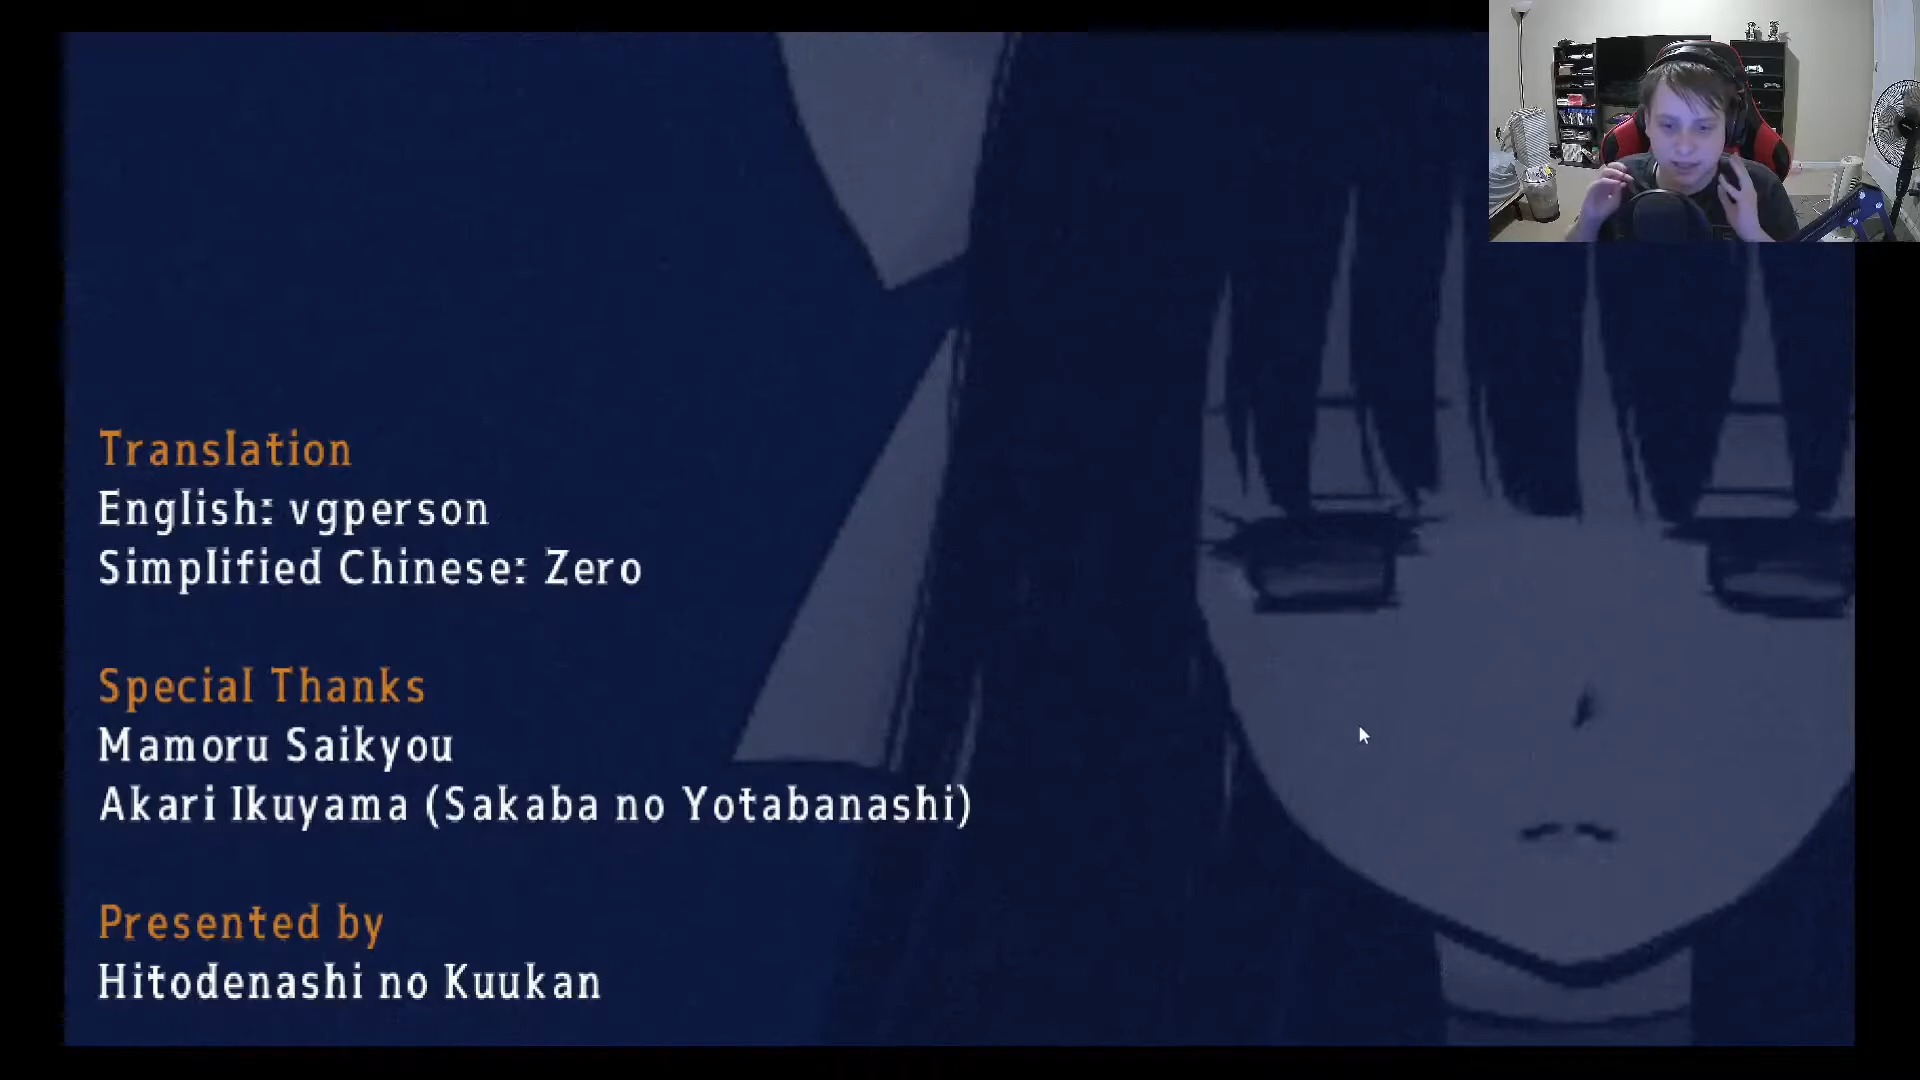 Translation
English: vgperson
Simplified Chinese: Zero
Special Thanks
Mamoru Saikyou
Akari Ikuyama (Sakaba no Yotabanashi)
Presented by
Hitodenashi no Kuukan